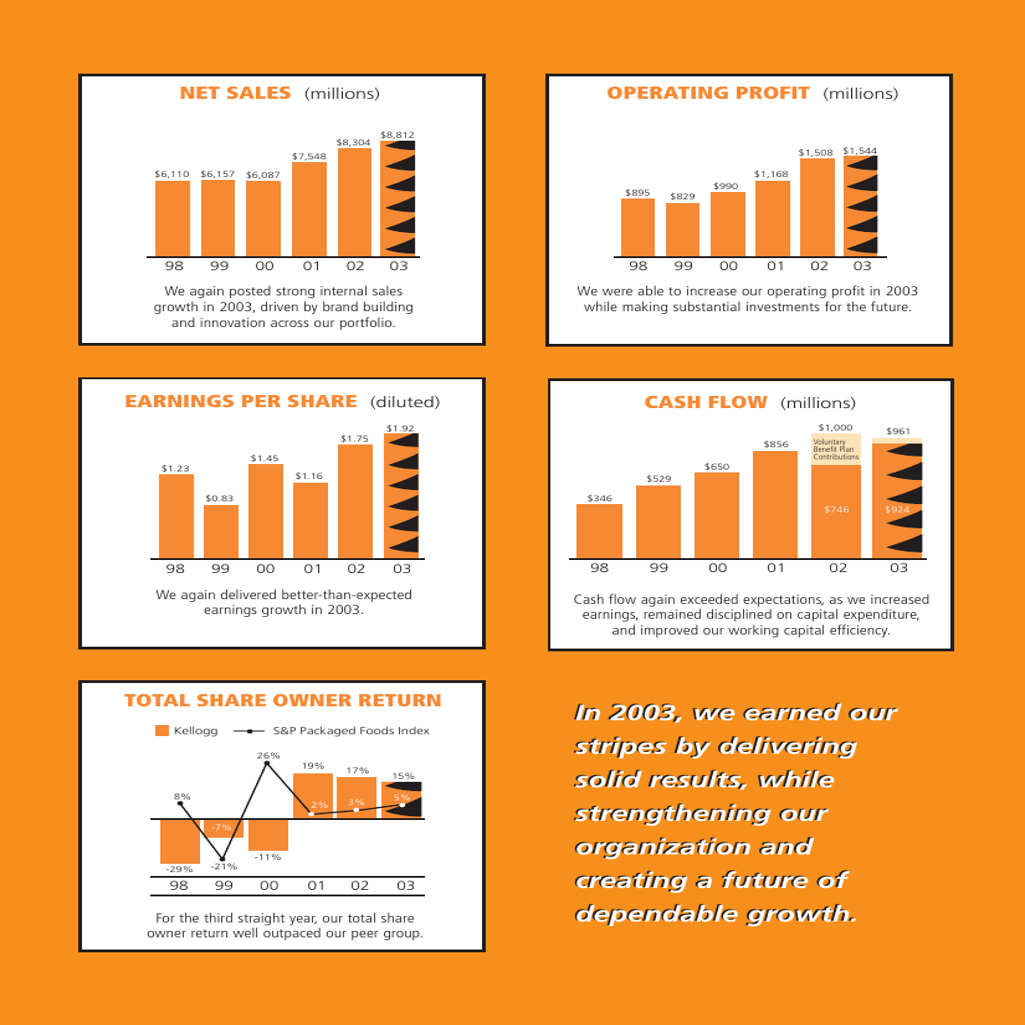 NET SALES (millions)
$6,110 $6,157 $6,087 $7,548 $8,304 $8,812
98 99 00 01 02 03
We again posted strong internal sales
growth in 2003, driven by brand building
and innovation across our portfolio.
OPERATING PROFIT (millions)
$895 $829 $990 $1,168 $1,508 $1,544
98 99 00 01 02 03
We were able to increase our operating profit in 2003
while making substantial investments for the future.
EARNINGS PER SHARE (diluted)
$1.23 $0.83 $1.45 $1.16 $1.75 $1.92
98 99 00 01 02 03
We again delivered better-than-expected
earnings growth in 2003.
CASH FLOW (millions)
$346 $529 $650 $856 $1,000 $961
Voluntary
Benefit Plan
Contributions
$746 $924
98 99 00 01 02 03
Cash flow again exceeded expectations, as we increased
earnings, remained disciplined on capital expenditure,
and improved our working capital efficiency.
TOTAL SHARE OWNER RETURN
Kellogg S&P Packaged Foods Index
8% 26% 19% 17% 15%
-7% 2% 3% 5%
-29% -21% -11%
98 99 00 01 02 03
For the third straight year, our total share
owner return well outpaced our peer group.
In 2003, we earned our
stripes by delivering
solid results, while
strengthening our
organization and
creating a future of
dependable growth.